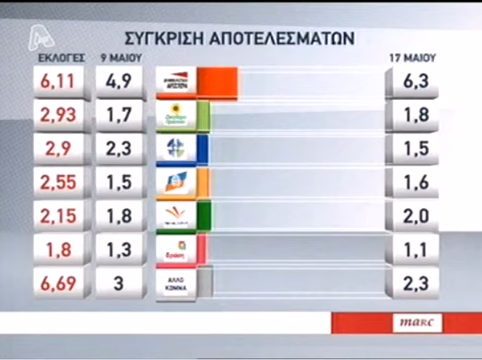 ΣΥΓΚΡΙΣΗ ΑΠΟΤΕΛΕΣΜΑΤΩΝ
ΕΚΛΟΓΕΣ 9 ΜΑΙΟΥ 17 ΜΑΙΟΥ
6,11 4,9 ΑΡΙΣΤΕΡΑ 6,3
2,93 1,7 1,8
2,9 2,3 1,5
2,55 1,5 1,6
2,15 1,8 2,0
1,8 1,3 δράση 1,1
6,69 3 ΑΛΛΟ ΚΟΜΜΑ 2,3
marc